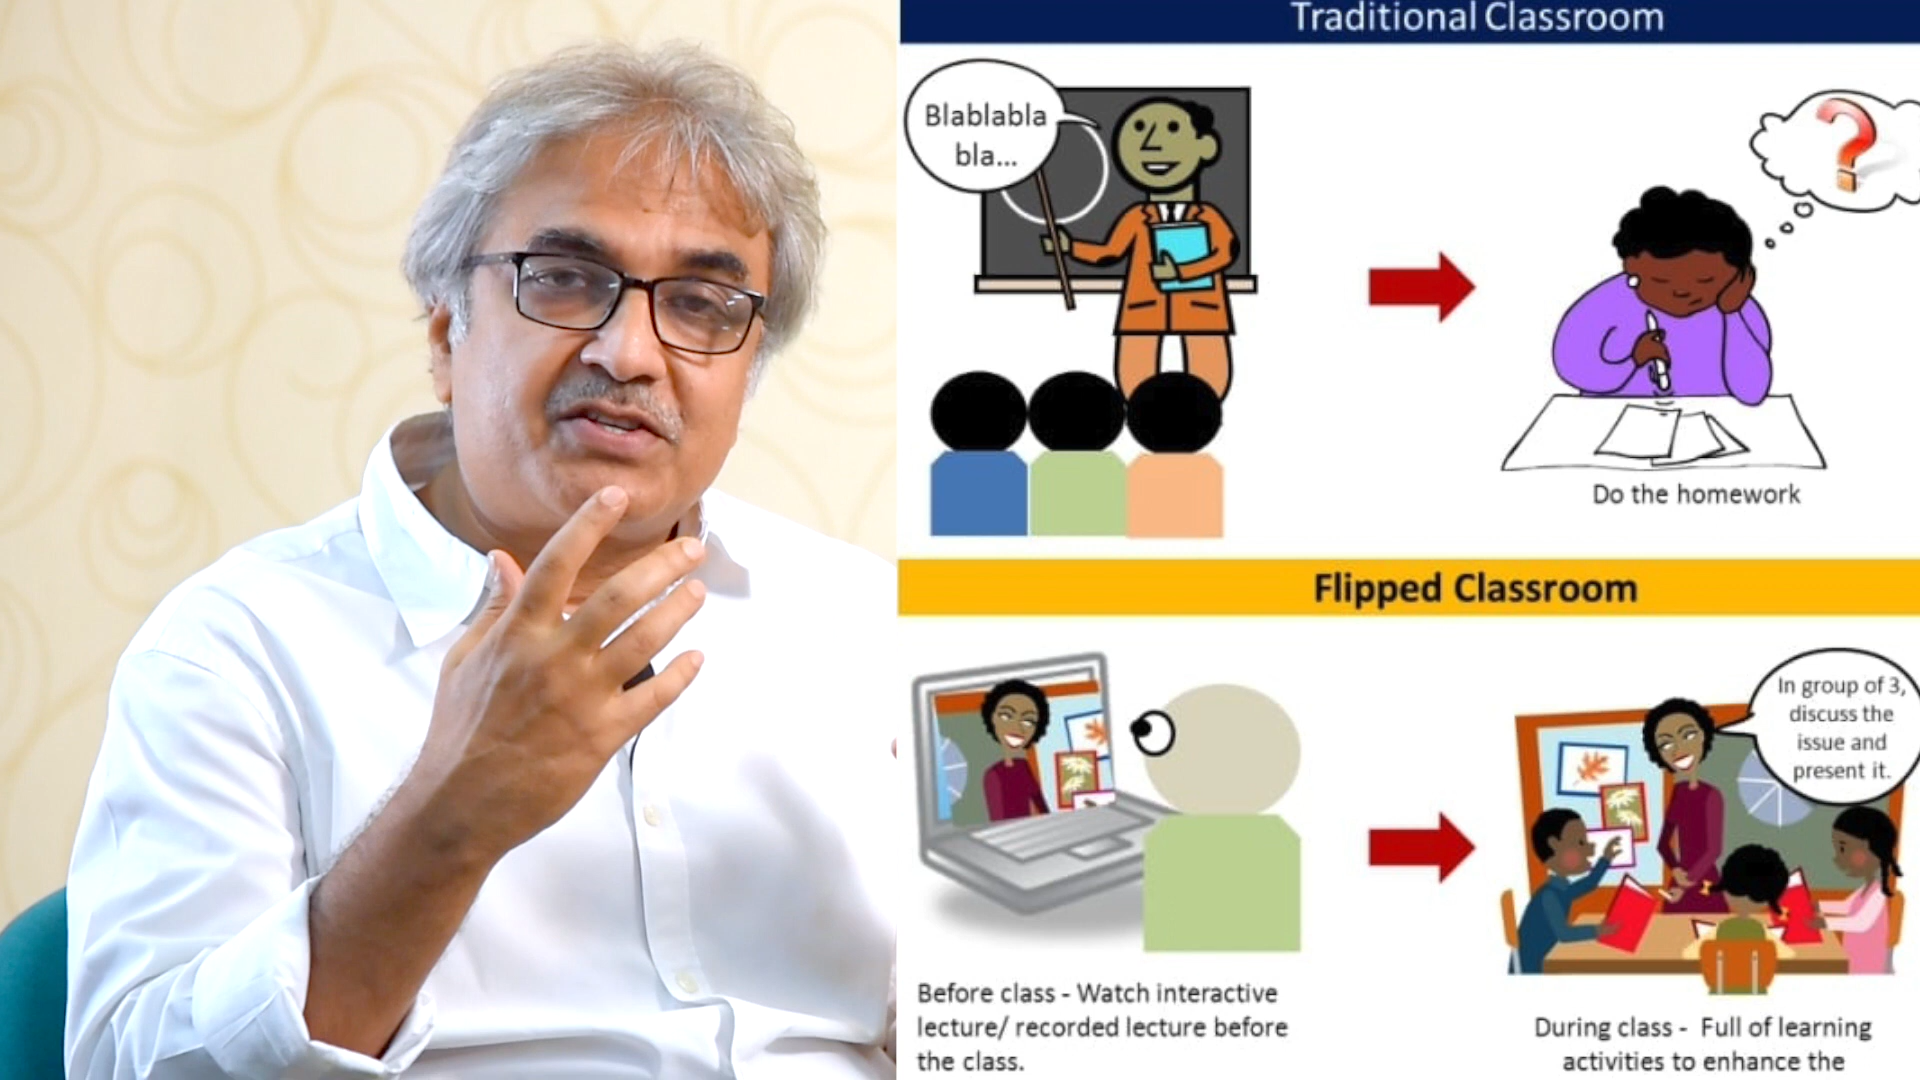 Traditional Classroom
Blablabla
bla...
?
Do the homework
Flipped Classroom
In group of 3,
discuss the
issue and
present it.
Before class - Watch interactive
lecture/ recorded lecture before
the class.
During class - Full of learning
activities to enhance the